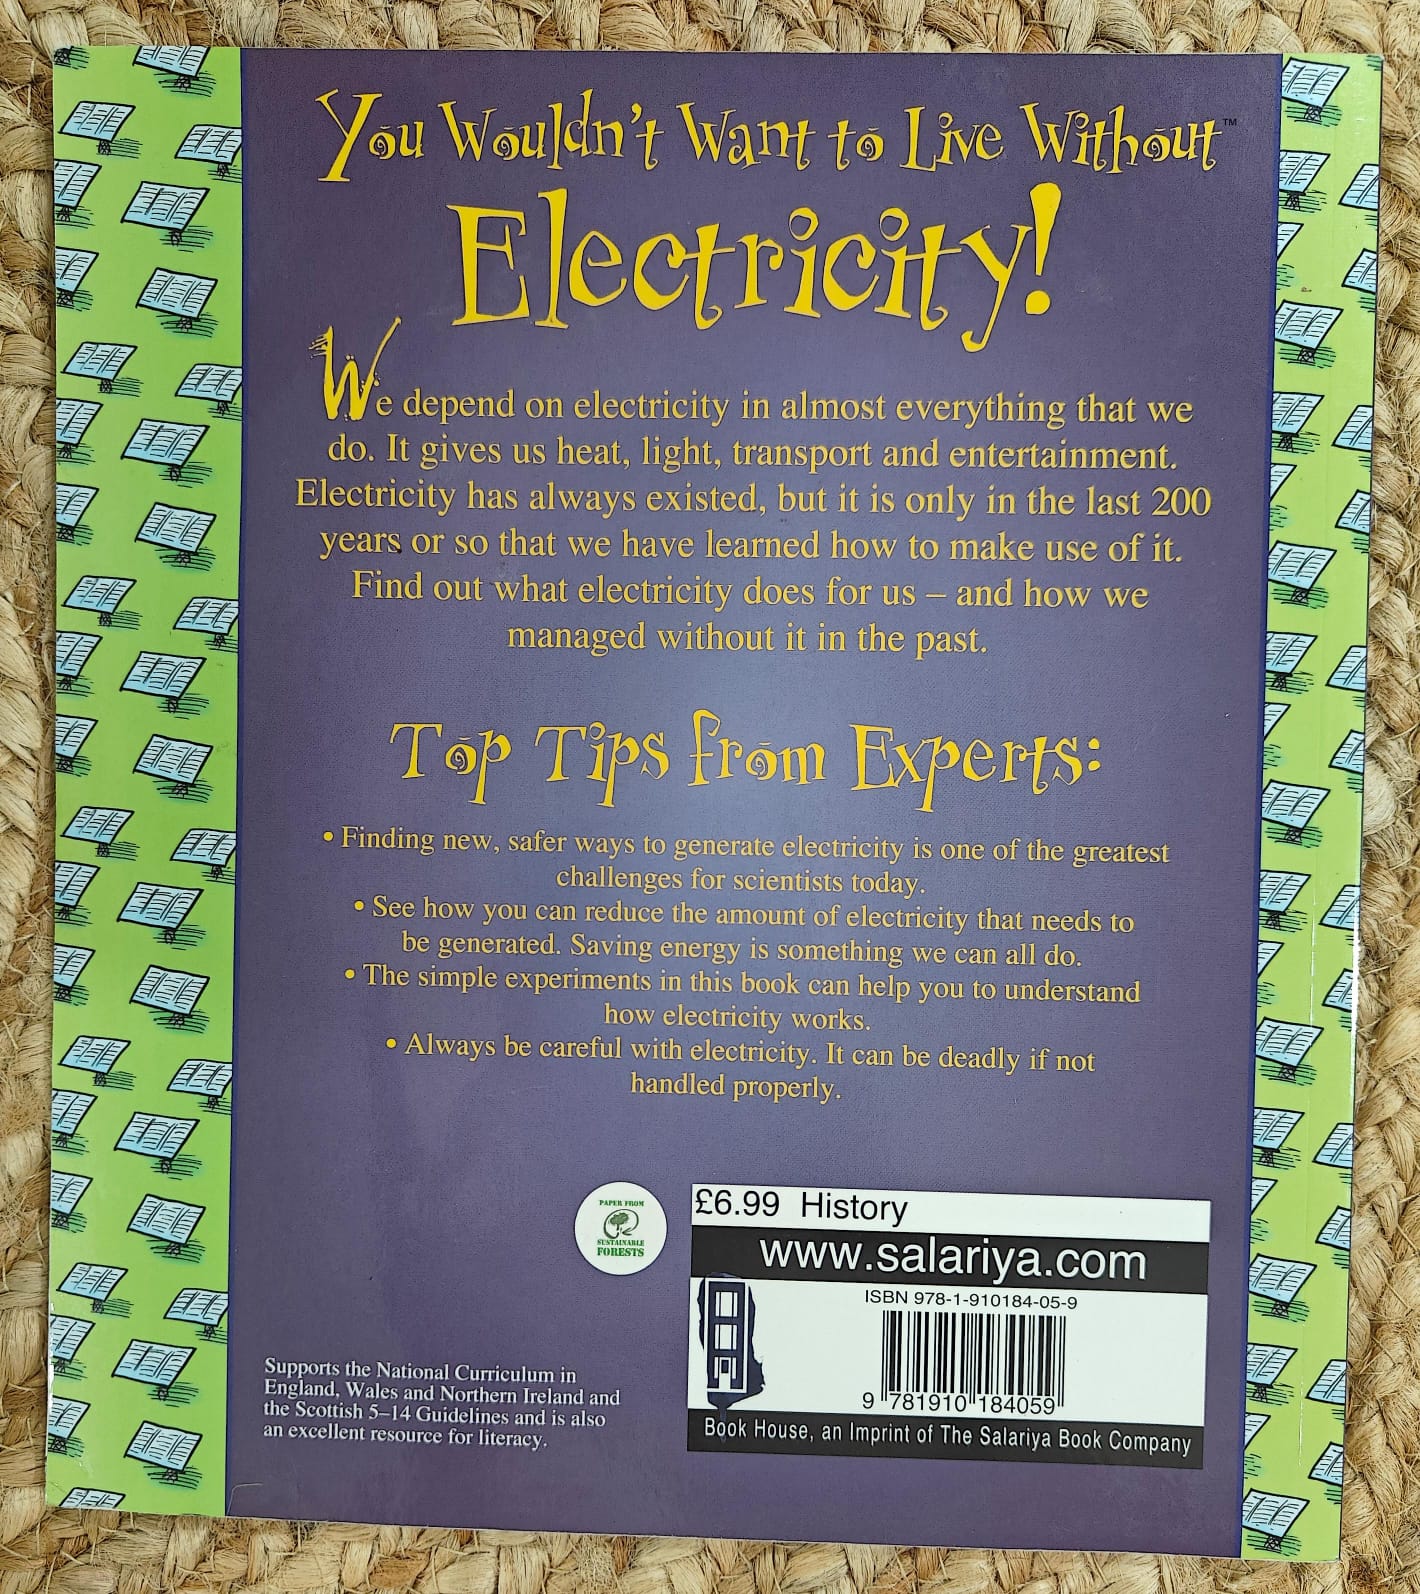 You Wouldn't Want to Live Without™
Electricity!
We depend on electricity in almost everything that we
do. It gives us heat, light, transport and entertainment.
Electricity has always existed, but it is only in the last 200
years or so that we have learned how to make use of it.
Find out what electricity does for us – and how we
managed without it in the past.
Top Tips from Experts:
• Finding new, safer ways to generate electricity is one of the greatest
challenges for scientists today.
• See how you can reduce the amount of electricity that needs to
be generated. Saving energy is something we can all do.
• The simple experiments in this book can help you to understand
how electricity works.
• Always be careful with electricity. It can be deadly if not
handled properly.
PAPER FROM
SUSTAINABLE
FORESTS
£6.99 History
www.salariya.com
ISBN 978-1-910184-05-9
9 781910 184059
Book House, an Imprint of The Salariya Book Company
Supports the National Curriculum in
England, Wales and Northern Ireland and
the Scottish 5–14 Guidelines and is also
an excellent resource for literacy.